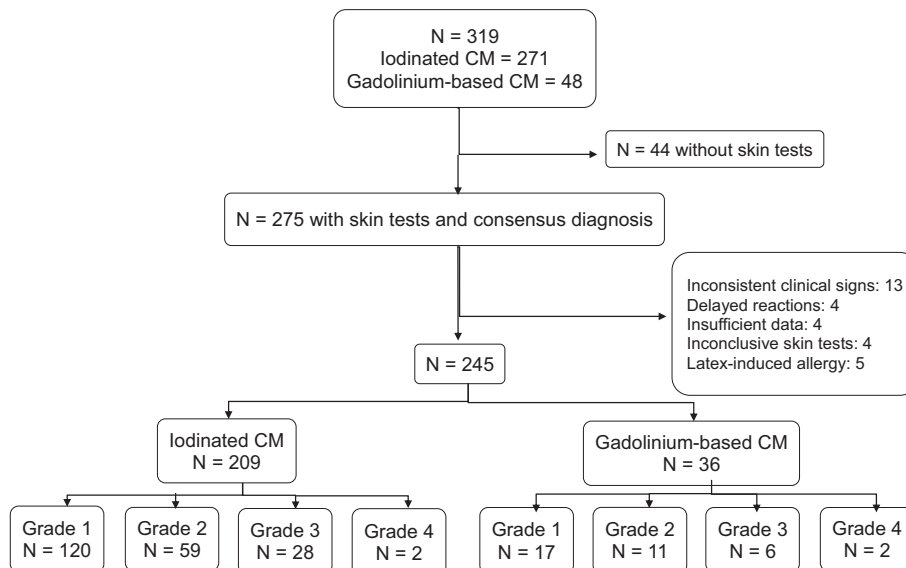 N = 319
Iodinated CM = 271
Gadolinium-based CM = 48
N = 44 without skin tests
N = 275 with skin tests and consensus diagnosis
Inconsistent clinical signs: 13
Delayed reactions: 4
Insufficient data: 4
Inconclusive skin tests: 4
Latex-induced allergy: 5
N = 245
Iodinated CM
N = 209
Gadolinium-based CM
N = 36
Grade 1
N = 120
Grade 2
N = 59
Grade 3
N = 28
Grade 4
N = 2
Grade 1
N = 17
Grade 2
N = 11
Grade 3
N = 6
Grade 4
N = 2